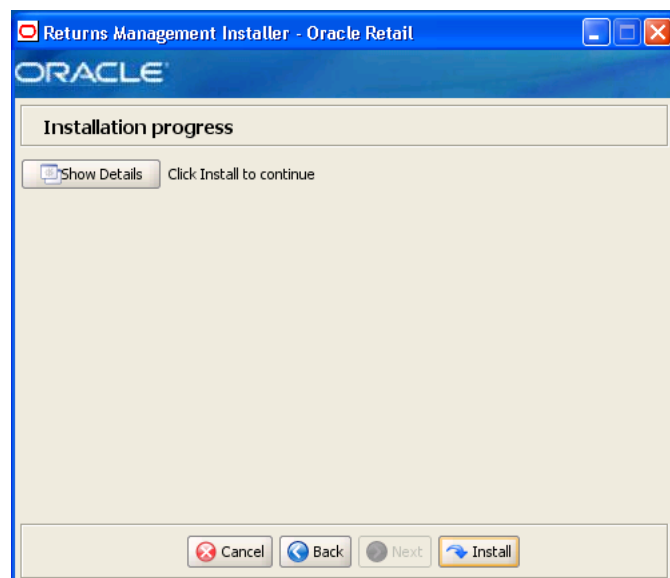 Returns Management Installer - Oracle Retail
ORACLE
Installation progress
Show Details Click Install to continue
Cancel Back Next Install